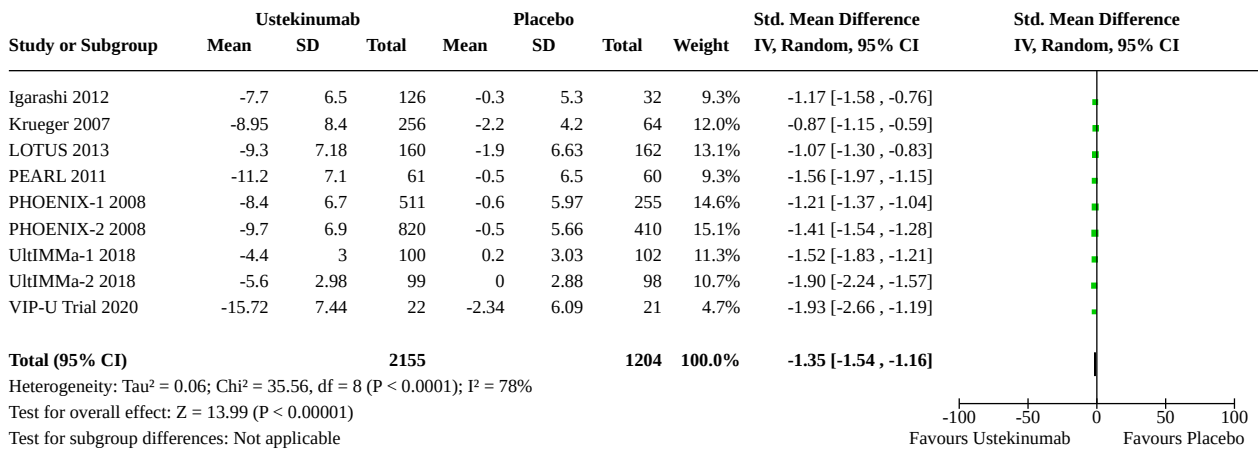 Ustekinumab Placebo Std. Mean Difference Std. Mean Difference
Study or Subgroup Mean SD Total Mean SD Total Weight IV, Random, 95% CI IV, Random, 95% CI
Igarashi 2012 -7.7 6.5 126 -0.3 5.3 32 9.3% -1.17 [-1.58 , -0.76]
Krueger 2007 -8.95 8.4 256 -2.2 4.2 64 12.0% -0.87 [-1.15 , -0.59]
LOTUS 2013 -9.3 7.18 160 -1.9 6.63 162 13.1% -1.07 [-1.30 , -0.83]
PEARL 2011 -11.2 7.1 61 -0.5 6.5 60 9.3% -1.56 [-1.97 , -1.15]
PHOENIX-1 2008 -8.4 6.7 511 -0.6 5.97 255 14.6% -1.21 [-1.37 , -1.04]
PHOENIX-2 2008 -9.7 6.9 820 -0.5 5.66 410 15.1% -1.41 [-1.54 , -1.28]
UltIMMa-1 2018 -4.4 3 100 0.2 3.03 102 11.3% -1.52 [-1.83 , -1.21]
UltIMMa-2 2018 -5.6 2.98 99 0 2.88 98 10.7% -1.90 [-2.24 , -1.57]
VIP-U Trial 2020 -15.72 7.44 22 -2.34 6.09 21 4.7% -1.93 [-2.66 , -1.19]
Total (95% CI) 2155 1204 100.0% -1.35 [-1.54 , -1.16]
Heterogeneity: Tau² = 0.06; Chi² = 35.56, df = 8 (P < 0.0001); I² = 78%
Test for overall effect: Z = 13.99 (P < 0.00001)
-100 -50 0 50 100
Test for subgroup differences: Not applicable Favours Ustekinumab Favours Placebo